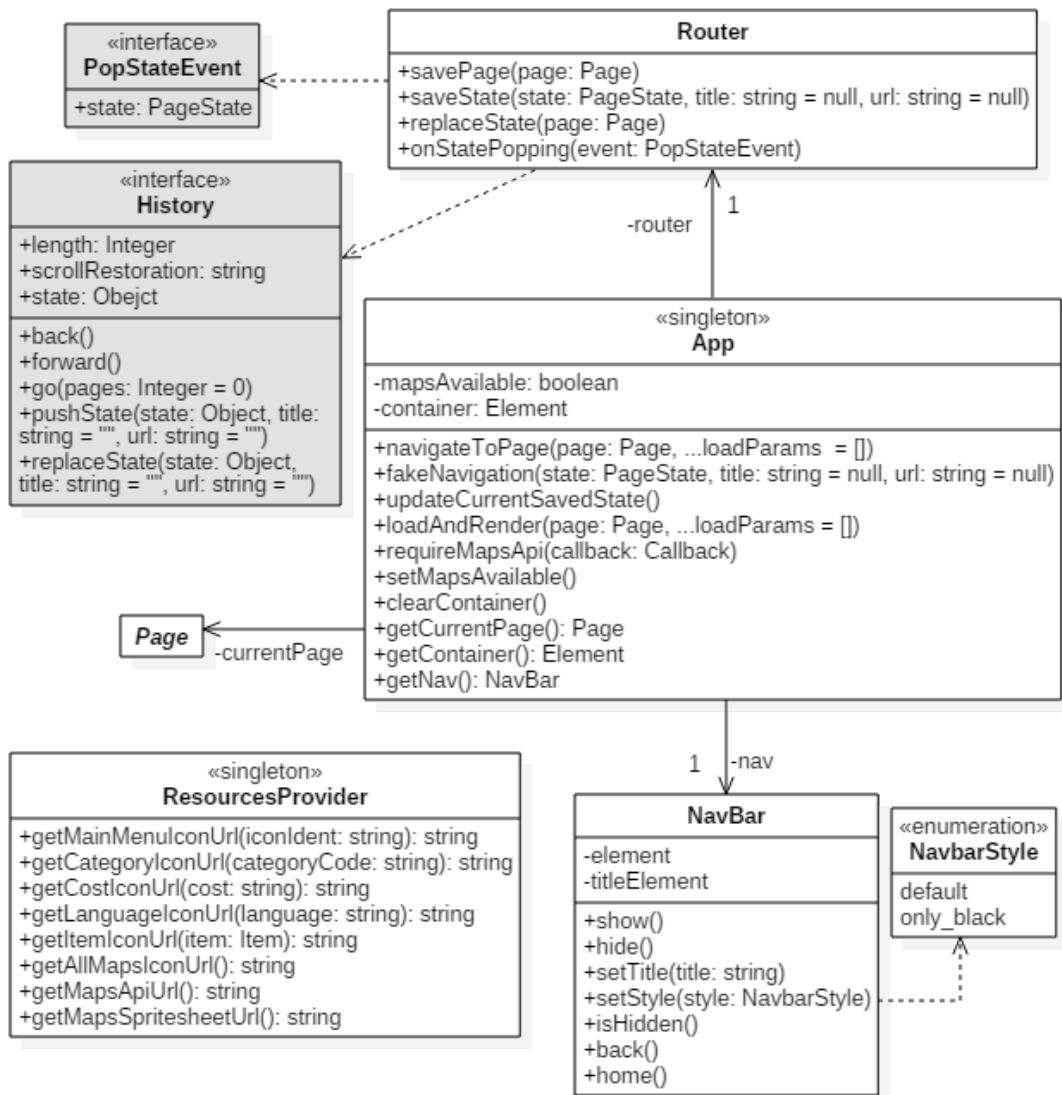 «interface»
PopStateEvent
+state: PageState
Router
+savePage(page: Page)
+saveState(state: PageState, title: string = null, url: string = null)
+replaceState(page: Page)
+onStatePopping(event: PopStateEvent)
«interface»
History
+length: Integer
+scrollRestoration: string
+state: Obejct
+back()
+forward()
+go(pages: Integer = 0)
+pushState(state: Object, title:
string = "", url: string = "")
+replaceState(state: Object,
title: string = "", url: string = "")
-router
1
«singleton»
App
-mapsAvailable: boolean
-container: Element
+navigateToPage(page: Page, ...loadParams = [])
+fakeNavigation(state: PageState, title: string = null, url: string = null)
+updateCurrentSavedState()
+loadAndRender(page: Page, ...loadParams = [])
+requireMapsApi(callback: Callback)
+setMapsAvailable()
+clearContainer()
+getCurrentPage(): Page
+getContainer(): Element
+getNav(): NavBar
Page
-currentPage
1
-nav
«singleton»
ResourcesProvider
+getMainMenuIconUrl(iconIdent: string): string
+getCategoryIconUrl(categoryCode: string): string
+getCostIconUrl(cost: string): string
+getLanguageIconUrl(language: string): string
+getItemIconUrl(item: Item): string
+getAllMapsIconUrl(): string
+getMapsApiUrl(): string
+getMapsSpritesheetUrl(): string
NavBar
-element
-titleElement
+show()
+hide()
+setTitle(title: string)
+setStyle(style: NavbarStyle)
+isHidden()
+back()
+home()
«enumeration»
NavbarStyle
default
only_black